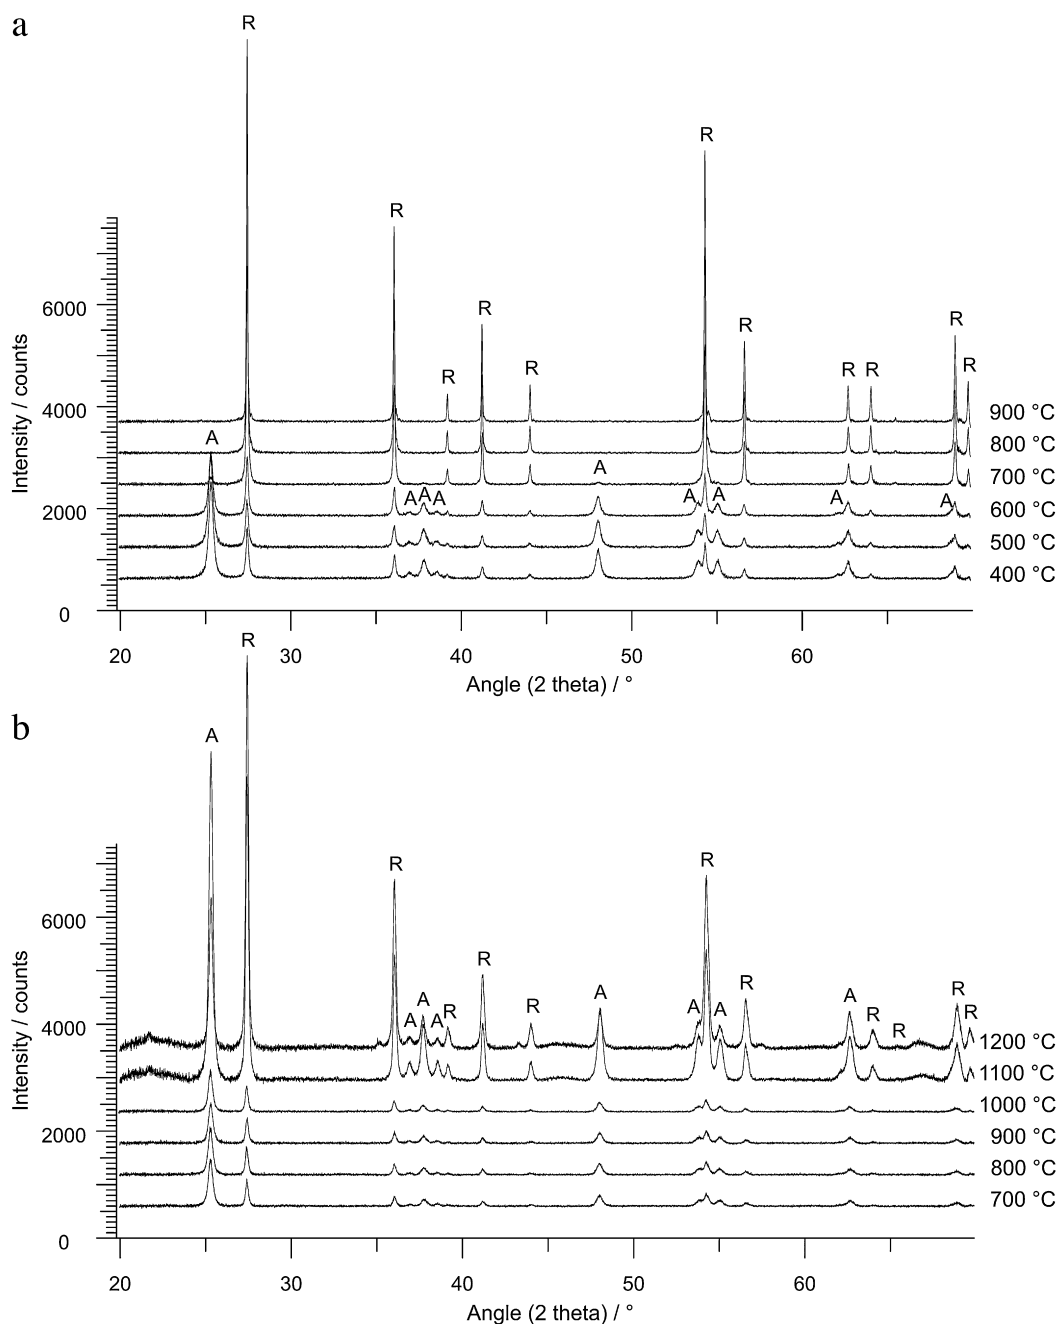 a
R
R
R
R
R
R
R
R
R
R
R
R
A
A
A
A
A
A
A
A
A
Intensity / counts
6000
4000
2000
0
900 °C
800 °C
700 °C
600 °C
500 °C
400 °C
20
30
40
50
60
Angle (2 theta) / °
b
R
A
R
R
R
R
R
R
R
R
R
R
A
A
A
A
A
A
A
Intensity / counts
6000
4000
2000
0
1200 °C
1100 °C
1000 °C
900 °C
800 °C
700 °C
20
30
40
50
60
Angle (2 theta) / °